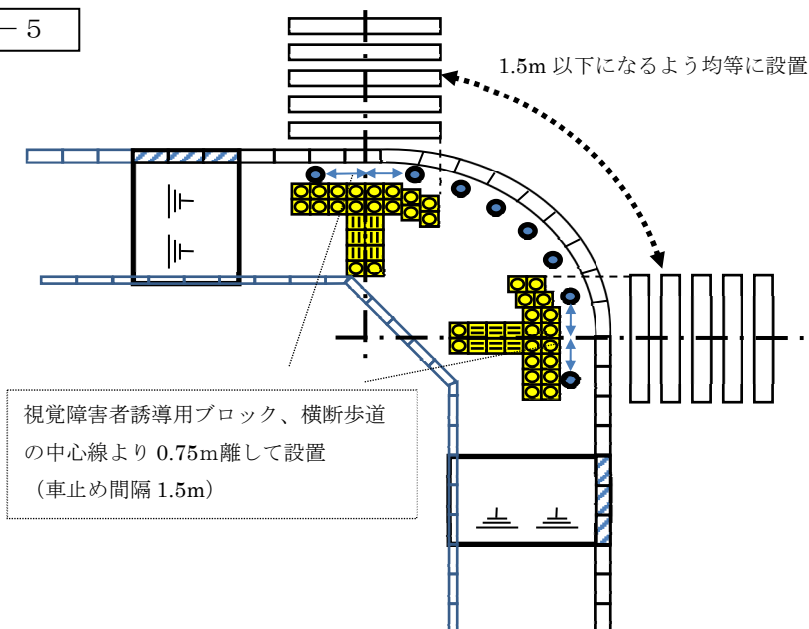 －５
1.5m 以下になるよう均等に設置
視覚障害者誘導用ブロック、横断歩道
の中心線より 0.75m離して設置
（車止め間隔 1.5m）